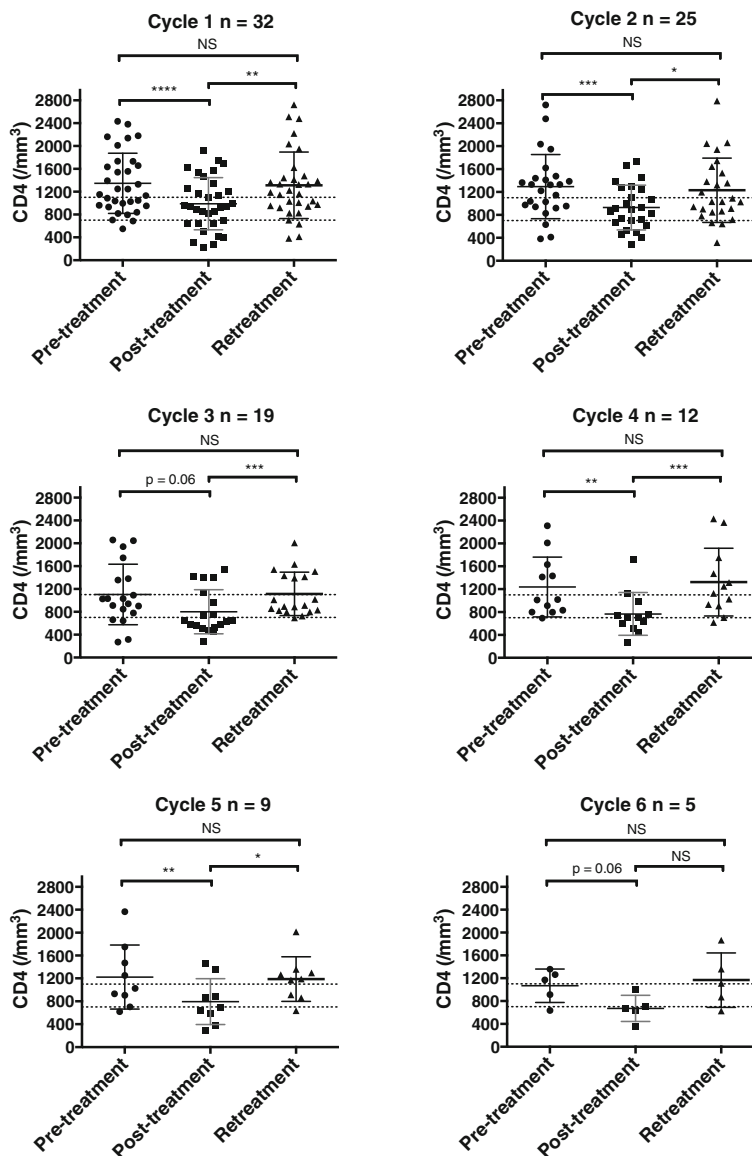 Cycle 1 n = 32
NS
****
**
2800
2400
2000
1600
1200
800
400
0
CD4 (/mm³)
Pre-treatment
Post-treatment
Retreatment
Cycle 2 n = 25
NS
***
*
2800
2400
2000
1600
1200
800
400
0
CD4 (/mm³)
Pre-treatment
Post-treatment
Retreatment
Cycle 3 n = 19
NS
p = 0.06
***
2800
2400
2000
1600
1200
800
400
0
CD4 (/mm³)
Pre-treatment
Post-treatment
Retreatment
Cycle 4 n = 12
NS
**
***
2800
2400
2000
1600
1200
800
400
0
CD4 (/mm³)
Pre-treatment
Post-treatment
Retreatment
Cycle 5 n = 9
NS
**
*
2800
2400
2000
1600
1200
800
400
0
CD4 (/mm³)
Pre-treatment
Post-treatment
Retreatment
Cycle 6 n = 5
NS
p = 0.06
NS
2800
2400
2000
1600
1200
800
400
0
CD4 (/mm³)
Pre-treatment
Post-treatment
Retreatment